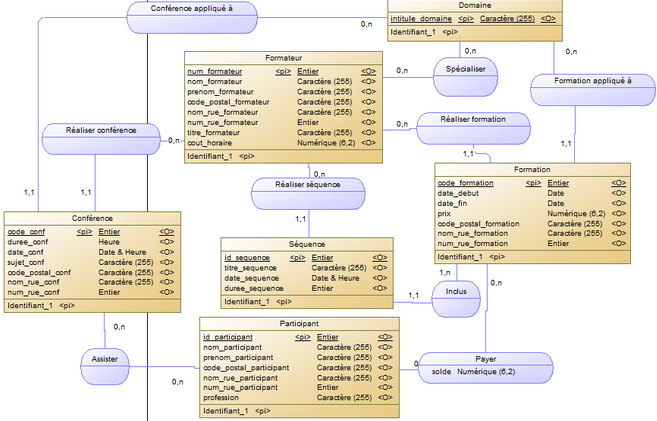 Conférence appliqué à
0,n
Domaine
intitule_domaine <pi> Caractère (255) <O>
Identifiant_1 <pi>
0,n
0,n
Spécialiser
Formation appliqué à
Formateur
num_formateur <pi> Entier <O>
nom_formateur Caractère (255) <O>
prenom_formateur Caractère (255) <O>
code_postal_formateur Caractère (255) <O>
nom_rue_formateur Caractère (255) <O>
num_rue_formateur Entier <O>
titre_formateur Caractère (255) <O>
cout_horaire Numérique (6,2) <O>
Identifiant_1 <pi>
0,n
0,n
Réaliser formation
1,1
1,1
Réaliser conférence
0,n
0,n
Réaliser séquence
1,1
1,1
1,1
Formation
code_formation <pi> Entier <O>
date_debut Date <O>
date_fin Date <O>
prix Numérique (6,2) <O>
code_postal_formation Caractère (255) <O>
nom_rue_formation Caractère (255) <O>
num_rue_formation Entier <O>
Identifiant_1 <pi>
Conférence
code_conf <pi> Entier <O>
duree_conf Heure <O>
date_conf Date & Heure <O>
sujet_conf Caractère (255) <O>
code_postal_conf Caractère (255) <O>
nom_rue_conf Caractère (255) <O>
num_rue_conf Entier <O>
Identifiant_1 <pi>
Séquence
id_sequence <pi> Entier <O>
titre_sequence Caractère (255) <O>
date_sequence Date & Heure <O>
duree_sequence Entier <O>
Identifiant_1 <pi>
1,n
0,n
1,1
Inclus
0,n
Assister
0,n
Participant
id_participant <pi> Entier <O>
nom_participant Caractère (255) <O>
prenom_participant Caractère (255) <O>
code_postal_participant Caractère (255) <O>
nom_rue_participant Caractère (255) <O>
num_rue_participant Entier <O>
profession Caractère (255) <O>
Identifiant_1 <pi>
Payer
solde Numérique (6,2)